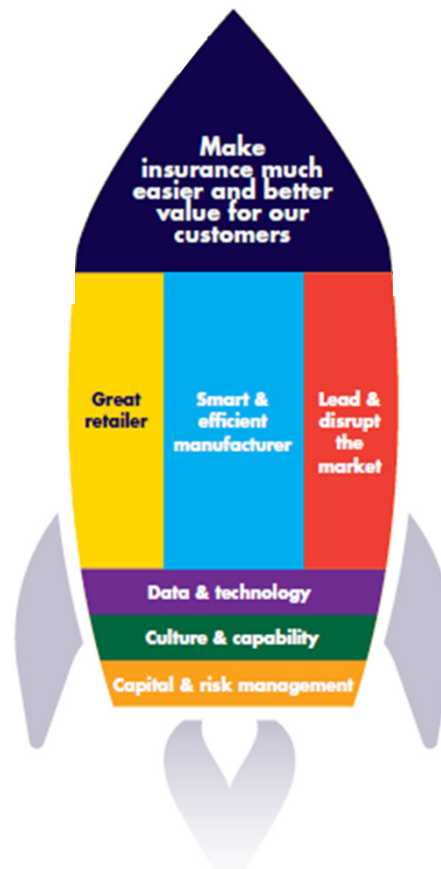 Make
insurance much
easier and better
value for our
customers
Great
retailer
Smart &
efficient
manufacturer
Lead &
disrupt
the
market
Data & technology
Culture & capability
Capital & risk management